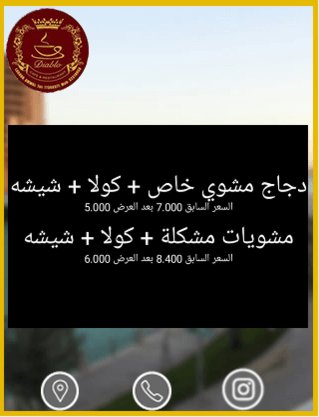 Diablo
دجاج مشوي خاص + كولا + شيشه
السعر السابق 7.000 بعد العرض 5.000
مشويات مشكلة + كولا + شيشه
السعر السابق 8.400 بعد العرض 6.000